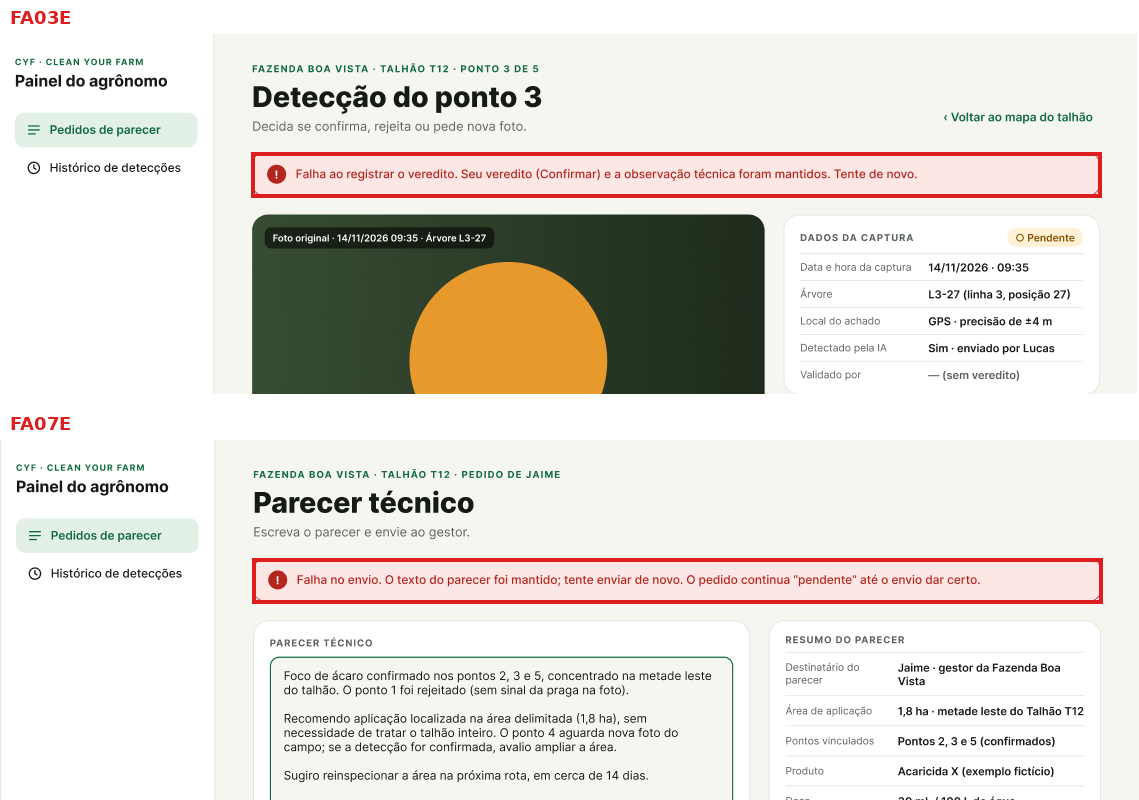 FA03E
CYF · CLEAN YOUR FARM
Painel do agrônomo
Pedidos de parecer
Histórico de detecções
FAZENDA BOA VISTA · TALHÃO T12 · PONTO 3 DE 5
Detecção do ponto 3
Decida se confirma, rejeita ou pede nova foto.
‹ Voltar ao mapa do talhão
! Falha ao registrar o veredito. Seu veredito (Confirmar) e a observação técnica foram mantidos. Tente de novo.
Foto original · 14/11/2026 09:35 · Árvore L3-27
DADOS DA CAPTURA
Pendente
Data e hora da captura 14/11/2026 · 09:35
Árvore L3-27 (linha 3, posição 27)
Local do achado GPS · precisão de ±4 m
Detectado pela IA Sim · enviado por Lucas
Validado por — (sem veredito)
FA07E
CYF · CLEAN YOUR FARM
Painel do agrônomo
Pedidos de parecer
Histórico de detecções
FAZENDA BOA VISTA · TALHÃO T12 · PEDIDO DE JAIME
Parecer técnico
Escreva o parecer e envie ao gestor.
! Falha no envio. O texto do parecer foi mantido; tente enviar de novo. O pedido continua “pendente” até o envio dar certo.
PARECER TÉCNICO
Foco de ácaro confirmado nos pontos 2, 3 e 5, concentrado na metade leste
do talhão. O ponto 1 foi rejeitado (sem sinal da praga na foto).
Recomendo aplicação localizada na área delimitada (1,8 ha), sem
necessidade de tratar o talhão inteiro. O ponto 4 aguarda nova foto do
campo; se a detecção for confirmada, avalio ampliar a área.
Sugiro reinspecionar a área na próxima rota, em cerca de 14 dias.
RESUMO DO PARECER
Destinatário do parecer
Jaime · gestor da Fazenda Boa Vista
Área de aplicação 1,8 ha · metade leste do Talhão T12
Pontos vinculados Pontos 2, 3 e 5 (confirmados)
Produto Acaricida X (exemplo fictício)